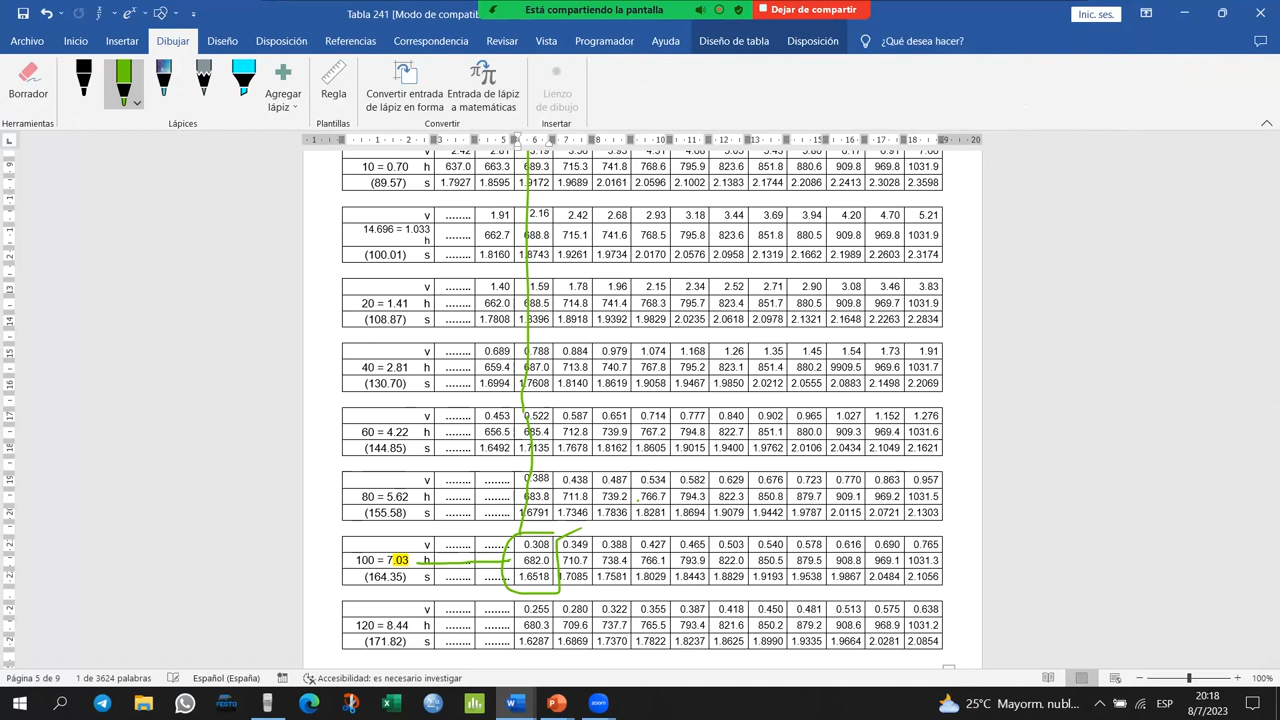 Tabla 2A3 [Modo de compatib
Está compartiendo la pantalla
Dejar de compartir
Inic. ses.
Archivo Inicio Insertar Dibujar Diseño Disposición Referencias Correspondencia Revisar Vista Programador Ayuda Diseño de tabla Disposición ¿Qué desea hacer?
Borrador Agregar lápiz Regla Convertir entrada de lápiz en forma Entrada de lápiz a matemáticas Lienzo de dibujo
Herramientas Lápices Plantillas Convertir Insertar
10 = 0.70 h 637.0 663.3 689.3 715.3 741.8 768.6 795.9 823.6 851.8 880.6 909.8 969.8 1031.9
(89.57) s 1.7927 1.8595 1.9172 1.9689 2.0161 2.0596 2.1002 2.1383 2.1744 2.2086 2.2413 2.3028 2.3598
v ........ 1.91 2.16 2.42 2.68 2.93 3.18 3.44 3.69 3.94 4.20 4.70 5.21
14.696 = 1.033 h ........ 662.7 688.8 715.1 741.6 768.5 795.8 823.6 851.8 880.5 909.8 969.8 1031.9
(100.01) s ........ 1.8160 1.8743 1.9261 1.9734 2.0170 2.0576 2.0958 2.1319 2.1662 2.1989 2.2603 2.3174
v ........ 1.40 1.59 1.78 1.96 2.15 2.34 2.52 2.71 2.90 3.08 3.46 3.83
20 = 1.41 h ........ 662.0 688.5 714.8 741.4 768.3 795.7 823.4 851.7 880.5 909.8 969.7 1031.9
(108.87) s ........ 1.7808 1.8396 1.8918 1.9392 1.9829 2.0235 2.0618 2.0978 2.1321 2.1648 2.2263 2.2834
v ........ 0.689 0.788 0.884 0.979 1.074 1.168 1.26 1.35 1.45 1.54 1.73 1.91
40 = 2.81 h ........ 659.4 687.0 713.8 740.7 767.8 795.2 823.1 851.4 880.2 9909.5 969.6 1031.7
(130.70) s ........ 1.6994 1.7608 1.8140 1.8619 1.9058 1.9467 1.9850 2.0212 2.0555 2.0883 2.1498 2.2069
v ........ 0.453 0.522 0.587 0.651 0.714 0.777 0.840 0.902 0.965 1.027 1.152 1.276
60 = 4.22 h ........ 656.5 685.4 712.8 739.9 767.2 794.8 822.7 851.1 880.0 909.3 969.4 1031.6
(144.85) s ........ 1.6492 1.7135 1.7678 1.8162 1.8605 1.9015 1.9400 1.9762 2.0106 2.0434 2.1049 2.1621
v ........ ........ 0.388 0.438 0.487 0.534 0.582 0.629 0.676 0.723 0.770 0.863 0.957
80 = 5.62 h ........ ........ 683.8 711.8 739.2 766.7 794.3 822.3 850.8 879.7 909.1 969.2 1031.5
(155.58) s ........ ........ 1.6791 1.7346 1.7836 1.8281 1.8694 1.9079 1.9442 1.9787 2.0115 2.0721 2.1303
v ........ ........ 0.308 0.349 0.388 0.427 0.465 0.503 0.540 0.578 0.616 0.690 0.765
100 = 7.03 h ........ ........ 682.0 710.7 738.4 766.1 793.9 822.0 850.5 879.5 908.8 969.1 1031.3
(164.35) s ........ ........ 1.6518 1.7085 1.7581 1.8029 1.8443 1.8829 1.9193 1.9538 1.9867 2.0484 2.1056
v ........ ........ 0.255 0.280 0.322 0.355 0.387 0.418 0.450 0.481 0.513 0.575 0.638
120 = 8.44 h ........ ........ 680.3 709.6 737.7 765.5 793.4 821.6 850.2 879.2 908.6 968.9 1031.2
(171.82) s ........ ........ 1.6287 1.6869 1.7370 1.7822 1.8237 1.8625 1.8990 1.9335 1.9664 2.0281 2.0854
Página 5 de 9 1 de 3624 palabras Español (España) Accesibilidad: es necesario investigar 100%
25°C Mayorm. nubl... ESP 20:18
8/7/2023